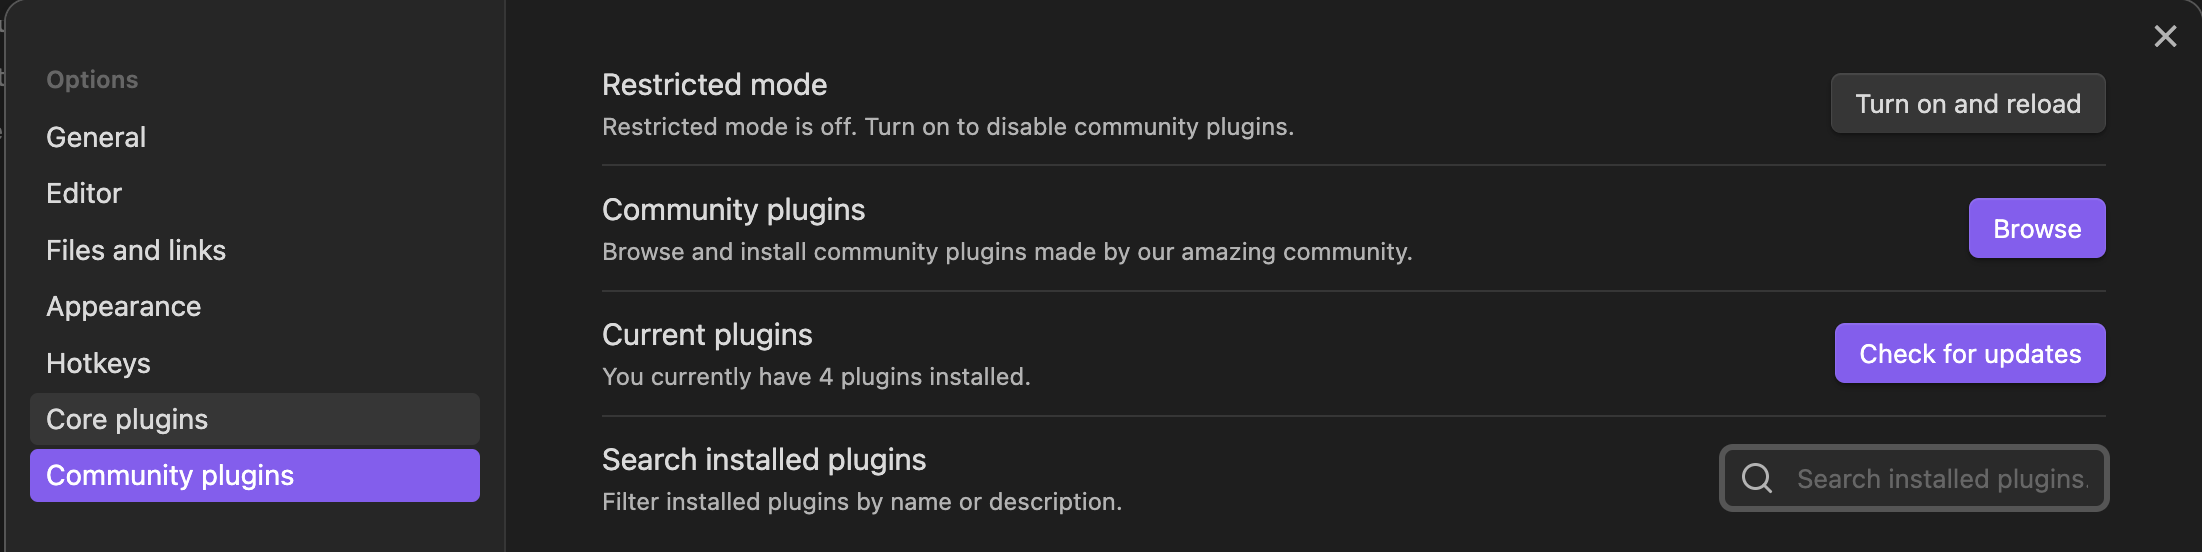 Options
General
Editor
Files and links
Appearance
Hotkeys
Core plugins
Community plugins
Restricted mode
Restricted mode is off. Turn on to disable community plugins.
Turn on and reload
Community plugins
Browse and install community plugins made by our amazing community.
Browse
Current plugins
You currently have 4 plugins installed.
Check for updates
Search installed plugins
Filter installed plugins by name or description.
Search installed plugins.